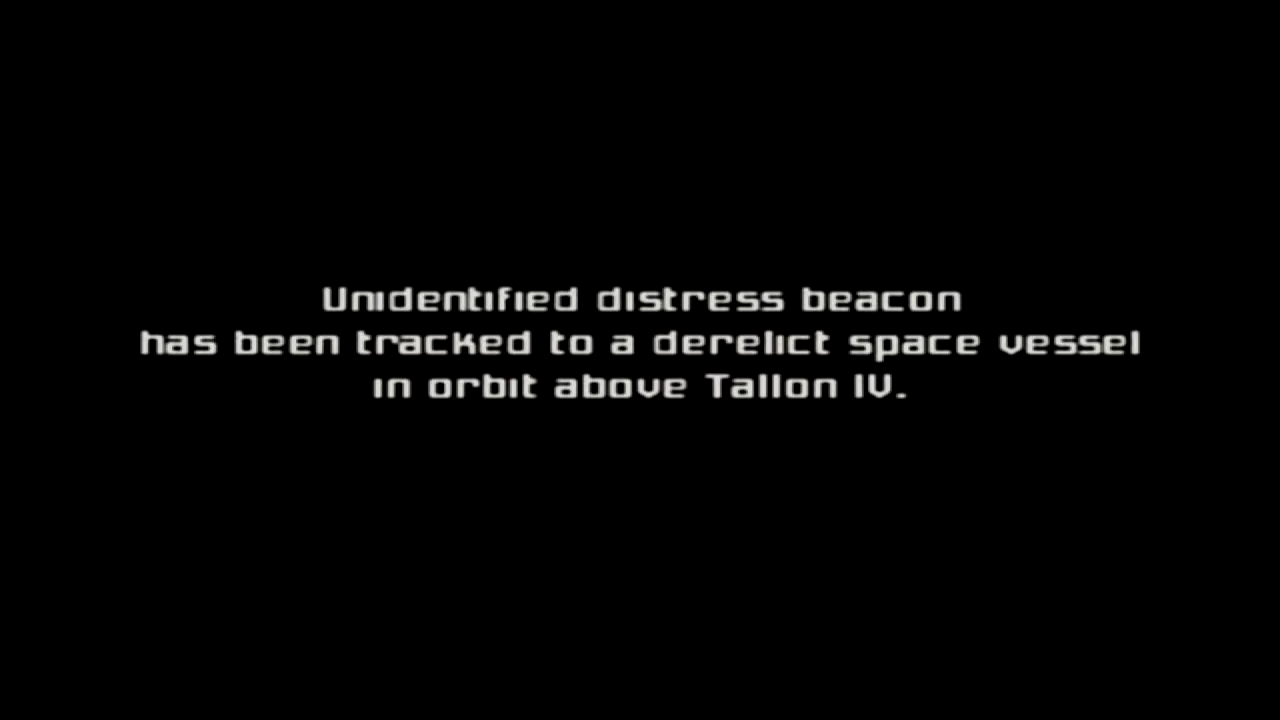 Unidentified distress beacon
has been tracked to a derelict space vessel
in orbit above Tallon IV.